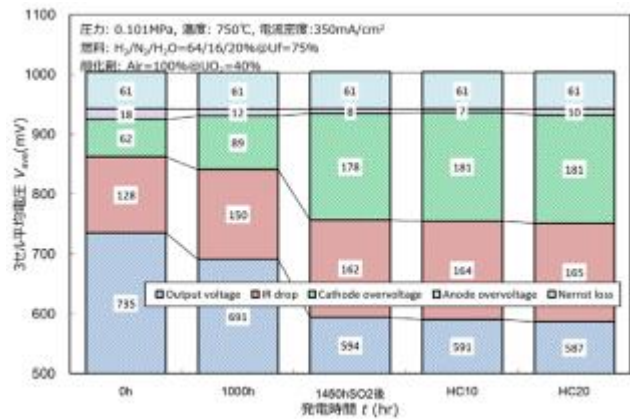 圧力: 0.101MPa, 温度: 750℃, 電流密度:350mA/cm²
燃料: H₂/N₂/H₂O=64/16/20%@Uf=75%
酸化剤: Air=100%@UO₂=40%
1100
1000
900
800
700
600
500
3セル平均電圧 Vave(mV)
61 61 61 61 61
18 12 8 7 10
62 89 178 181 181
128 150 162 164 165
Output voltage IR drop Cathode overvoltage Anode overvoltage Nernst loss
735 691 594 591 587
0h 1000h 1450hSO2後 HC10 HC20
発電時間 t (hr)